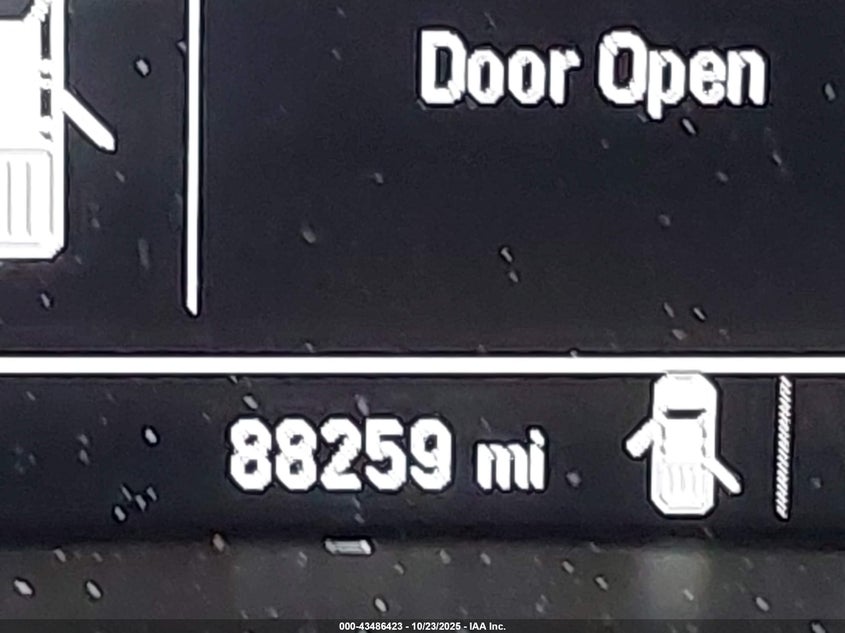 Door Open
88259 mi
000-43486423 - 10/23/2025 - IAA Inc.